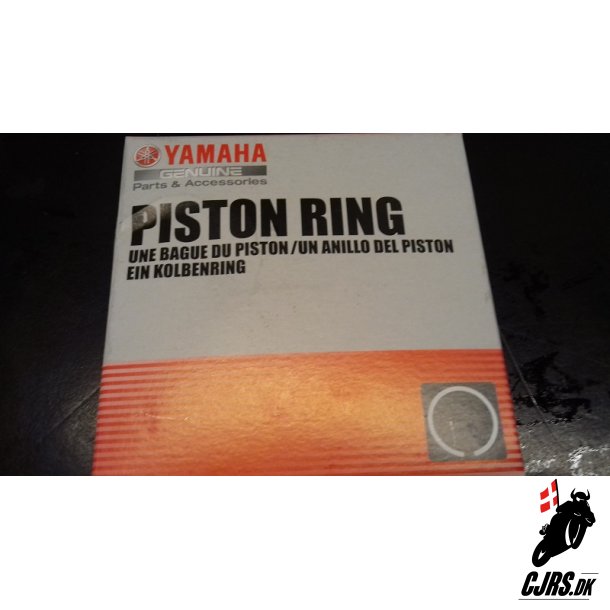 YAMAHA
GENUINE
Parts & Accessories
PISTON RING
UNE BAGUE DU PISTON/UN ANILLO DEL PISTON
EIN KOLBENRING
CJRS.DK